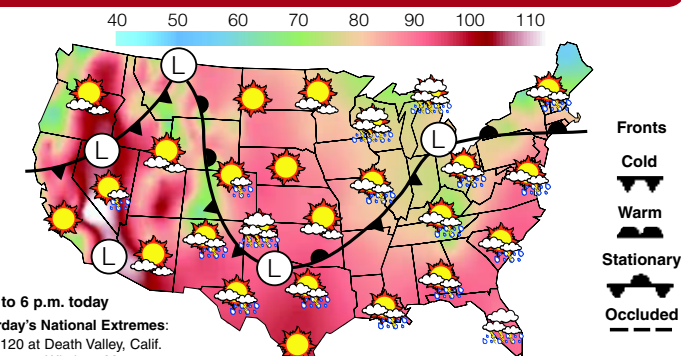 40 50 60 70 80 90 100 110
L
L
L
L
L
Fronts
Cold
Warm
Stationary
Occluded
to 6 p.m. today
rday's National Extremes:
120 at Death Valley, Calif.